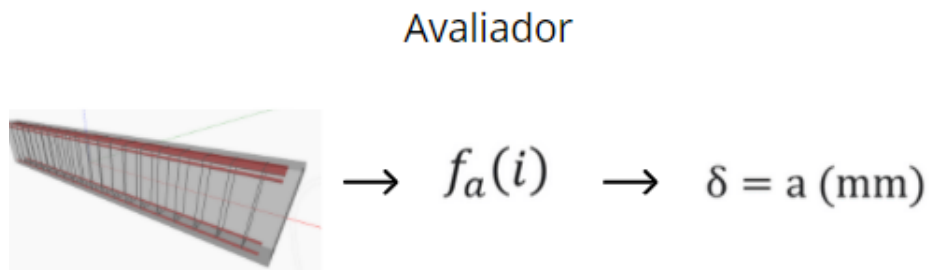 Avaliador
→ fₐ(i) → δ = a (mm)